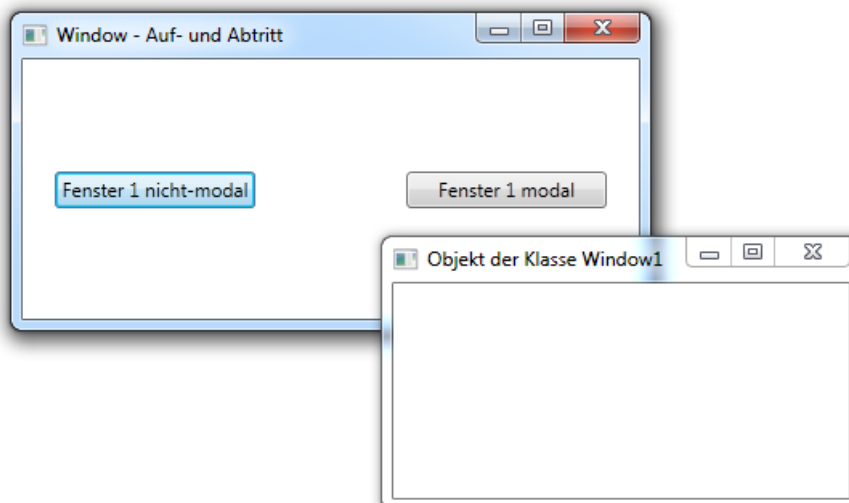 Window - Auf- und Abtritt
Fenster 1 nicht-modal
Fenster 1 modal
Objekt der Klasse Window1